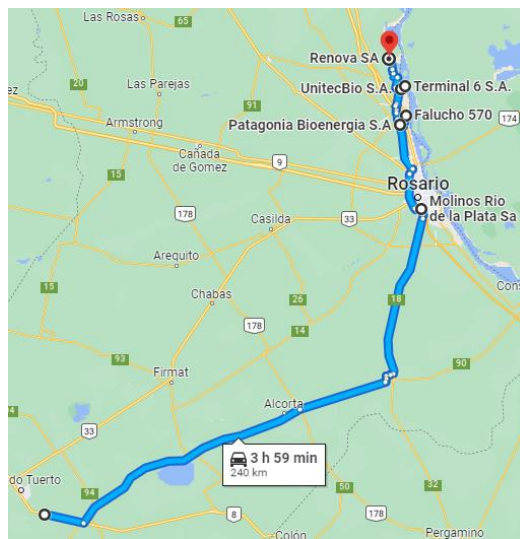 Las Rosas
Renova SA
20
Las Parejas
UnitecBio S.A.
Terminal 6 S.A.
91
Falucho 570
174
Armstrong
Patagonia Bioenergia S.A
Cañada
de Gomez
9
15
Rosario
178
Molinos Rio
de la Plata Sa
Casilda
33
Arequito
178
15
Chabas
26
18
Cons
178
14
93
90
Firmat
Alcorta
94
33
3 h 59 min
240 km
do Tuerto
94
50
32
8
178
Colón
Pergamino